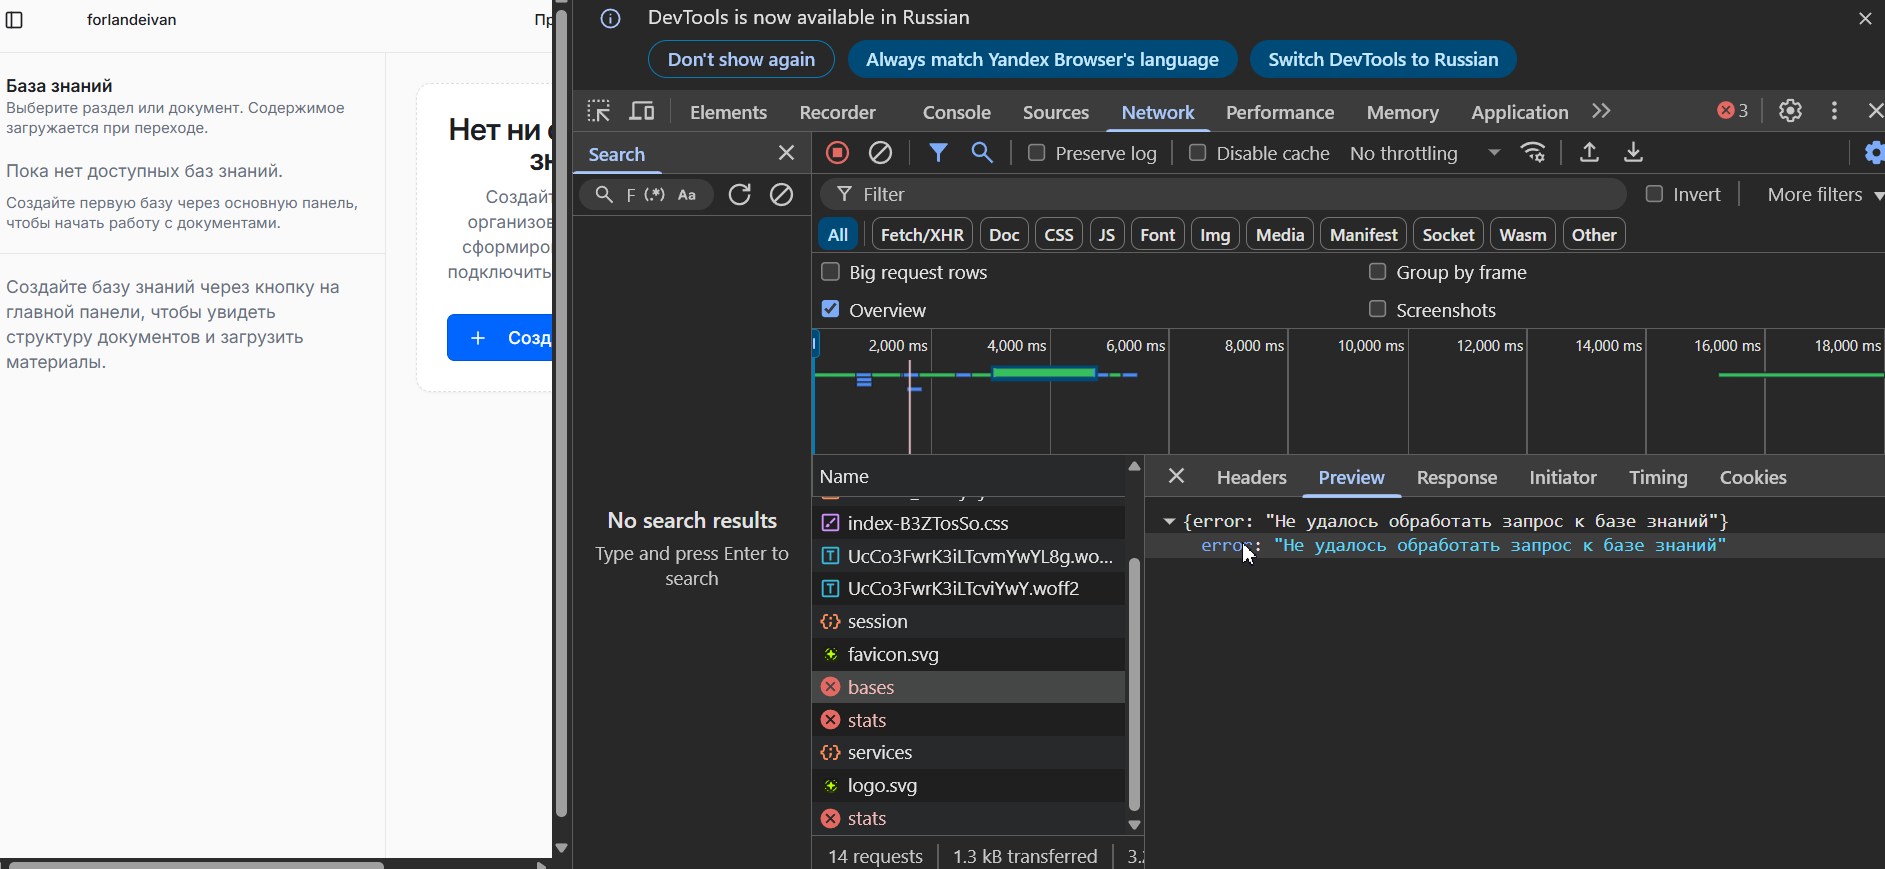 forlandeivan
База знаний
Выберите раздел или документ. Содержимое
загружается при переходе.
Пока нет доступных баз знаний.
Создайте первую базу через основную панель,
чтобы начать работу с документами.
Создайте базу знаний через кнопку на
главной панели, чтобы увидеть
структуру документов и загрузить
материалы.
Пр
Нет ни
зн
Создайт
организов
сформиро
подключить
+ Созд
DevTools is now available in Russian
Don't show again
Always match Yandex Browser's language
Switch DevTools to Russian
Elements Recorder Console Sources Network Performance Memory Application 3
Search
Preserve log Disable cache No throttling
F (.*) Aa
Filter Invert More filters
All Fetch/XHR Doc CSS JS Font Img Media Manifest Socket Wasm Other
Big request rows Group by frame
Overview Screenshots
2,000 ms 4,000 ms 6,000 ms 8,000 ms 10,000 ms 12,000 ms 14,000 ms 16,000 ms 18,000 ms
No search results
Type and press Enter to
search
Name
index-B3ZTosSo.css
UcCo3FwrK3iLTcvmYwYL8g.wo...
UcCo3FwrK3iLTcviYwY.woff2
session
favicon.svg
bases
stats
services
logo.svg
stats
14 requests 1.3 kB transferred 3.
Headers Preview Response Initiator Timing Cookies
{error: "Не удалось обработать запрос к базе знаний"}
error: "Не удалось обработать запрос к базе знаний"